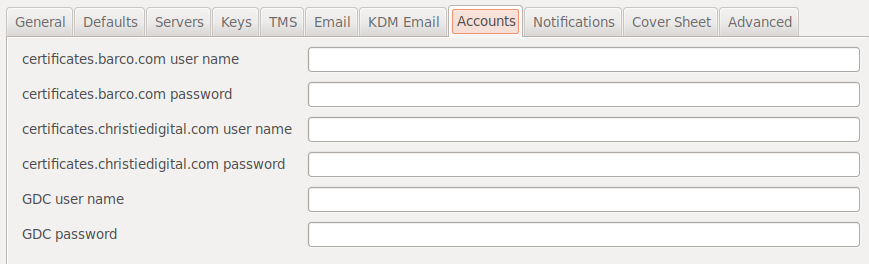 General Defaults Servers Keys TMS Email KDM Email Accounts Notifications Cover Sheet Advanced
certificates.barco.com user name
certificates.barco.com password
certificates.christiedigital.com user name
certificates.christiedigital.com password
GDC user name
GDC password